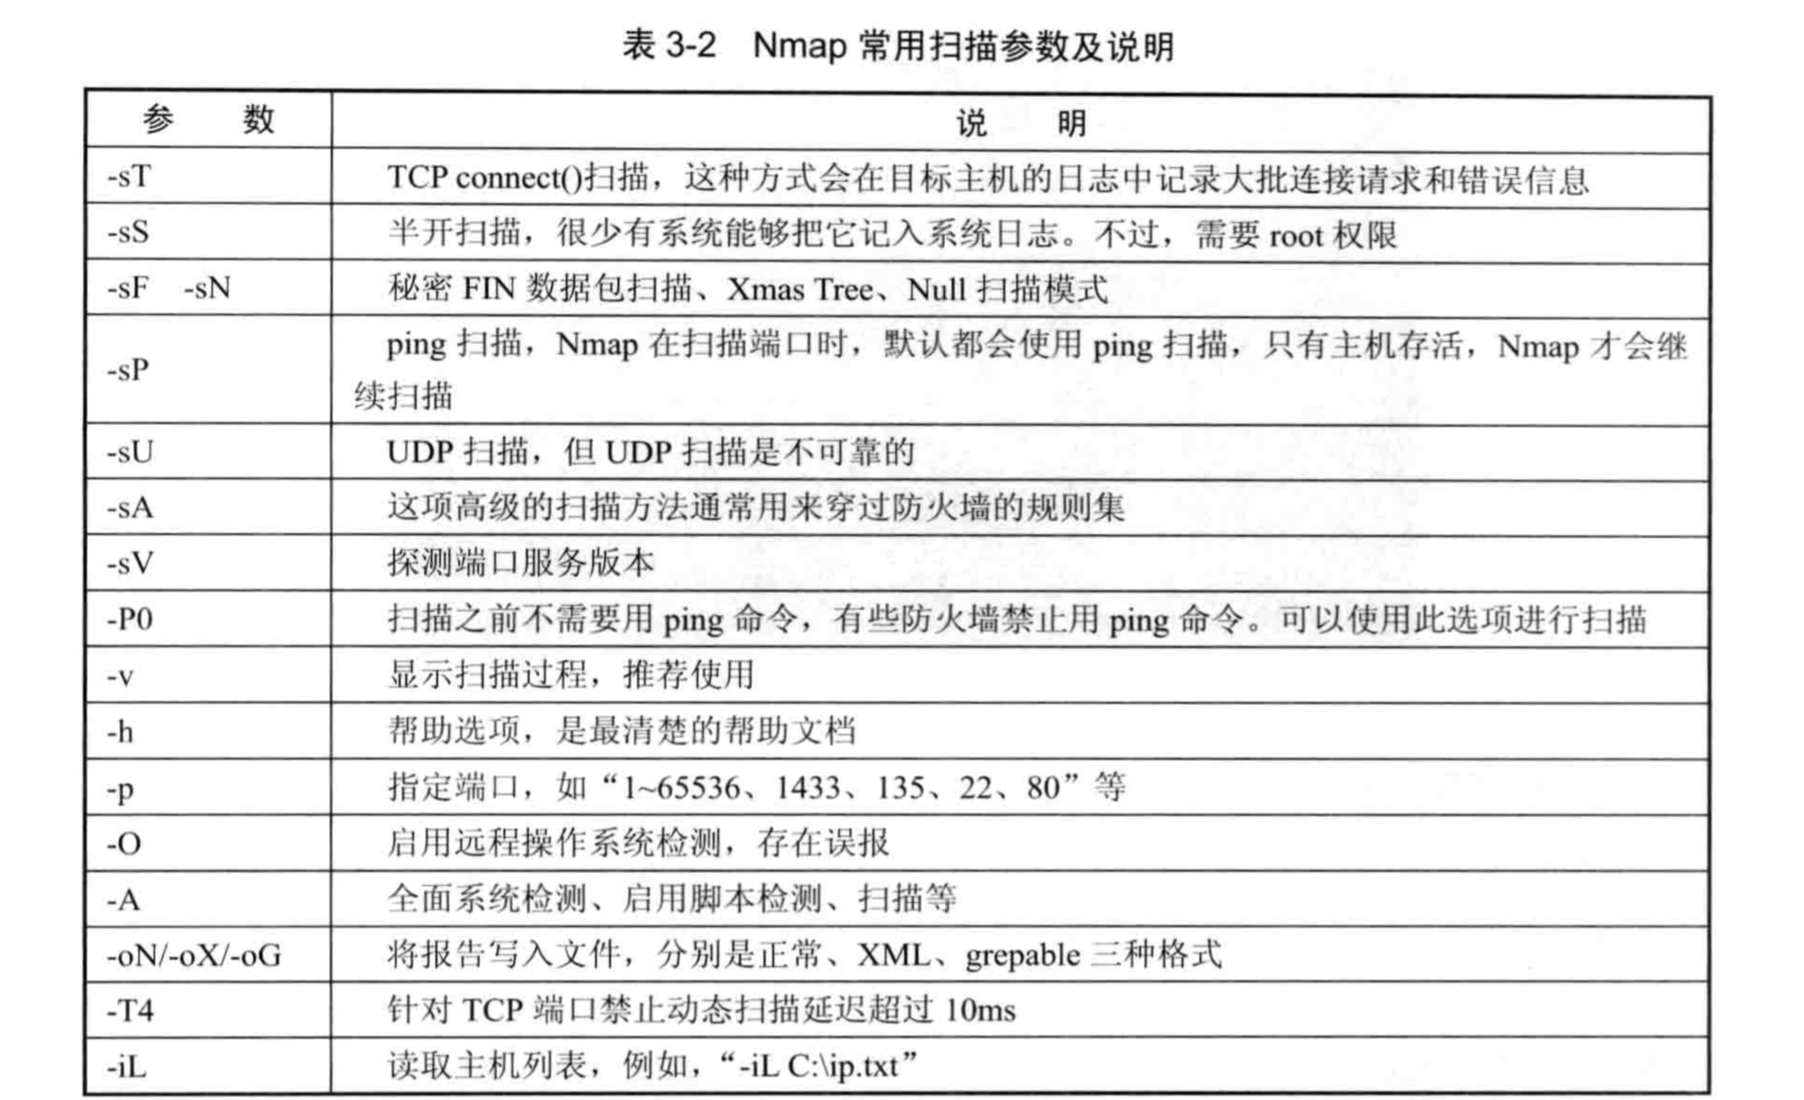 表 3-2 Nmap 常用扫描参数及说明
参 数 说 明
-sT TCP connect()扫描，这种方式会在目标主机的日志中记录大批连接请求和错误信息
-sS 半开扫描，很少有系统能够把它记入系统日志。不过，需要 root 权限
-sF -sN 秘密 FIN 数据包扫描、Xmas Tree、Null 扫描模式
-sP ping 扫描，Nmap 在扫描端口时，默认都会使用 ping 扫描，只有主机存活，Nmap 才会继
续扫描
-sU UDP 扫描，但 UDP 扫描是不可靠的
-sA 这项高级的扫描方法通常用来穿过防火墙的规则集
-sV 探测端口服务版本
-P0 扫描之前不需要用 ping 命令，有些防火墙禁止用 ping 命令。可以使用此选项进行扫描
-v 显示扫描过程，推荐使用
-h 帮助选项，是最清楚的帮助文档
-p 指定端口，如“1~65536、1433、135、22、80”等
-O 启用远程操作系统检测，存在误报
-A 全面系统检测、启用脚本检测、扫描等
-oN/-oX/-oG 将报告写入文件，分别是正常、XML、grepable 三种格式
-T4 针对 TCP 端口禁止动态扫描延迟超过 10ms
-iL 读取主机列表，例如，“-iL C:\ip.txt”